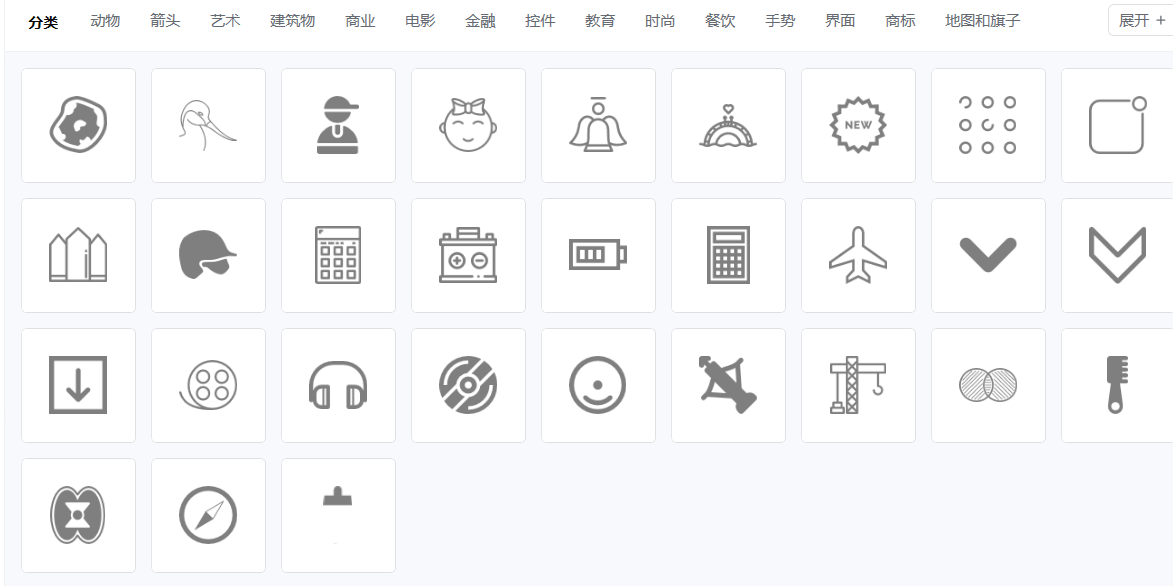 分类 动物 箭头 艺术 建筑物 商业 电影 金融 控件 教育 时尚 餐饮 手势 界面 商标 地图和旗子 展开 +
NEW